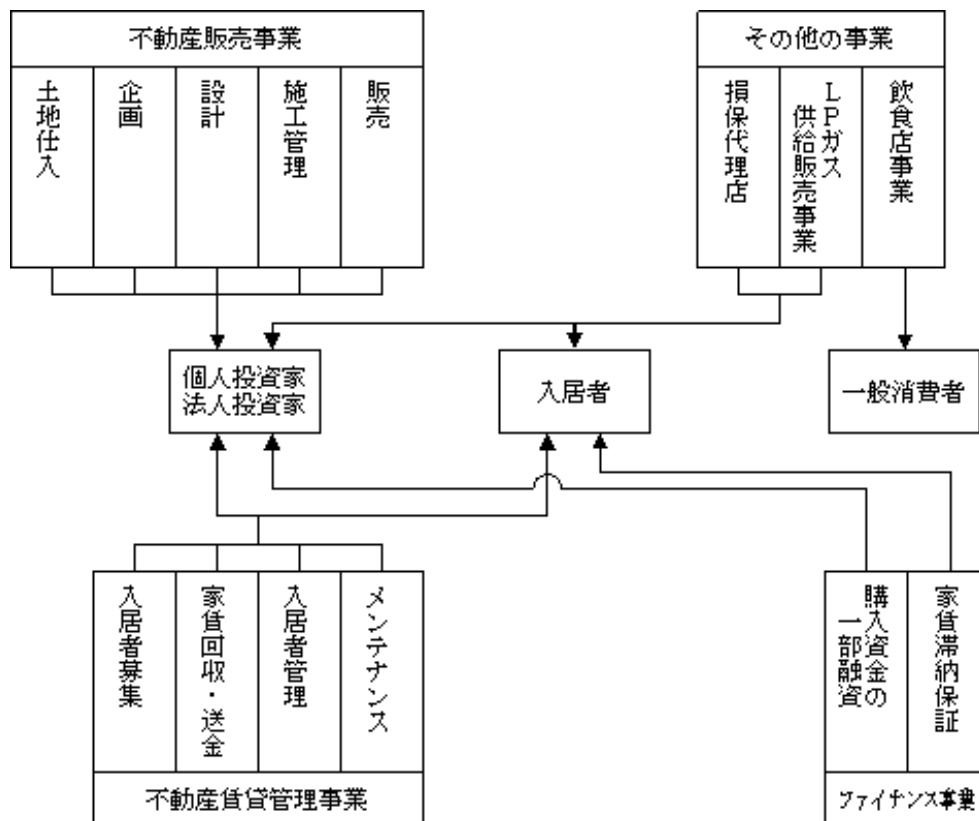 不動産販売事業
土地仕入
企画
設計
施工管理
販売
その他の事業
損保代理店
LPガス
供給販売事業
飲食店事業
個人投資家
法人投資家
入居者
一般消費者
入居者募集
家賃回収・送金
入居者管理
メンテナンス
不動産賃貸管理事業
購入資金の
一部融資
家賃滞納保証
ファイナンス事業